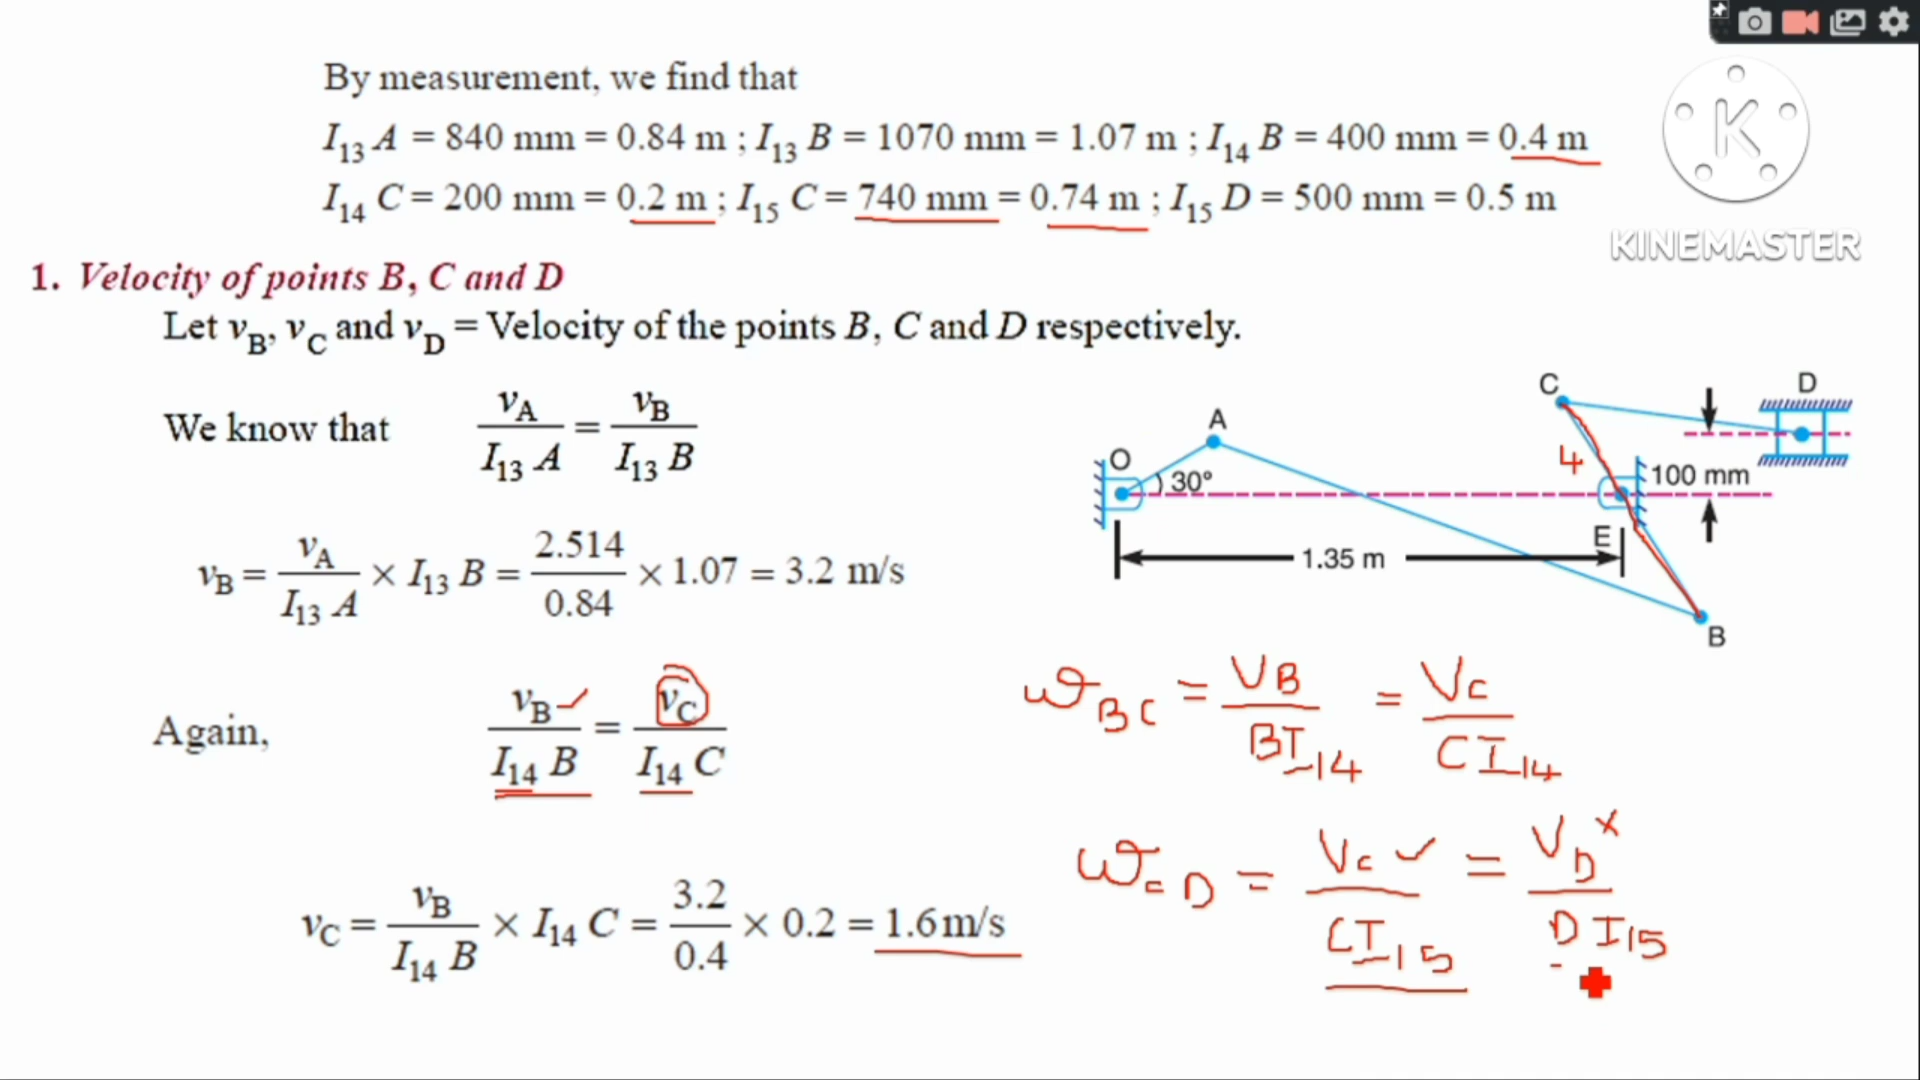 By measurement, we find that
I13 A = 840 mm = 0.84 m ; I13 B = 1070 mm = 1.07 m ; I14 B = 400 mm = 0.4 m
I14 C = 200 mm = 0.2 m ; I15 C = 740 mm = 0.74 m ; I15 D = 500 mm = 0.5 m
K
KINEMASTER
1. Velocity of points B, C and D
Let vB, vC and vD = Velocity of the points B, C and D respectively.
We know that vA / I13 A = vB / I13 B
vB = vA / I13 A × I13 B = 2.514 / 0.84 × 1.07 = 3.2 m/s
Again, vB / I14 B = vC / I14 C
vC = vB / I14 B × I14 C = 3.2 / 0.4 × 0.2 = 1.6 m/s
C
D
A
O
30°
4
100 mm
E
1.35 m
B
ωBC = VB / BI14 = VC / CI14
ωCD = VC / CI15 = VD / DI15